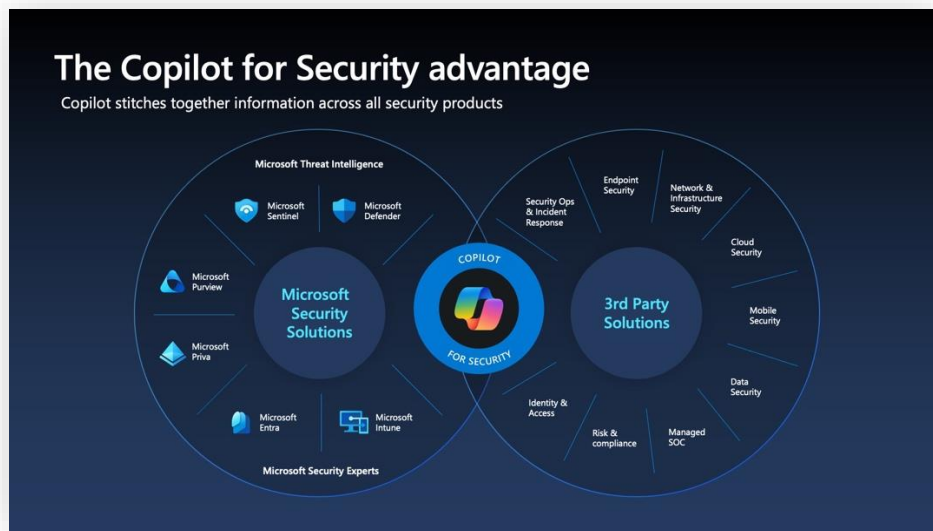 The Copilot for Security advantage
Copilot stitches together information across all security products
Microsoft Threat Intelligence
Microsoft
Sentinel
Microsoft
Defender
Microsoft
Purview
Microsoft
Security
Solutions
Microsoft
Priva
Microsoft
Entra
Microsoft
Intune
Microsoft Security Experts
COPILOT
FOR SECURITY
Security Ops
& Incident
Response
Endpoint
Security
Network &
Infrastructure
Security
Cloud
Security
3rd Party
Solutions
Mobile
Security
Data
Security
Identity &
Access
Risk &
compliance
Managed
SOC